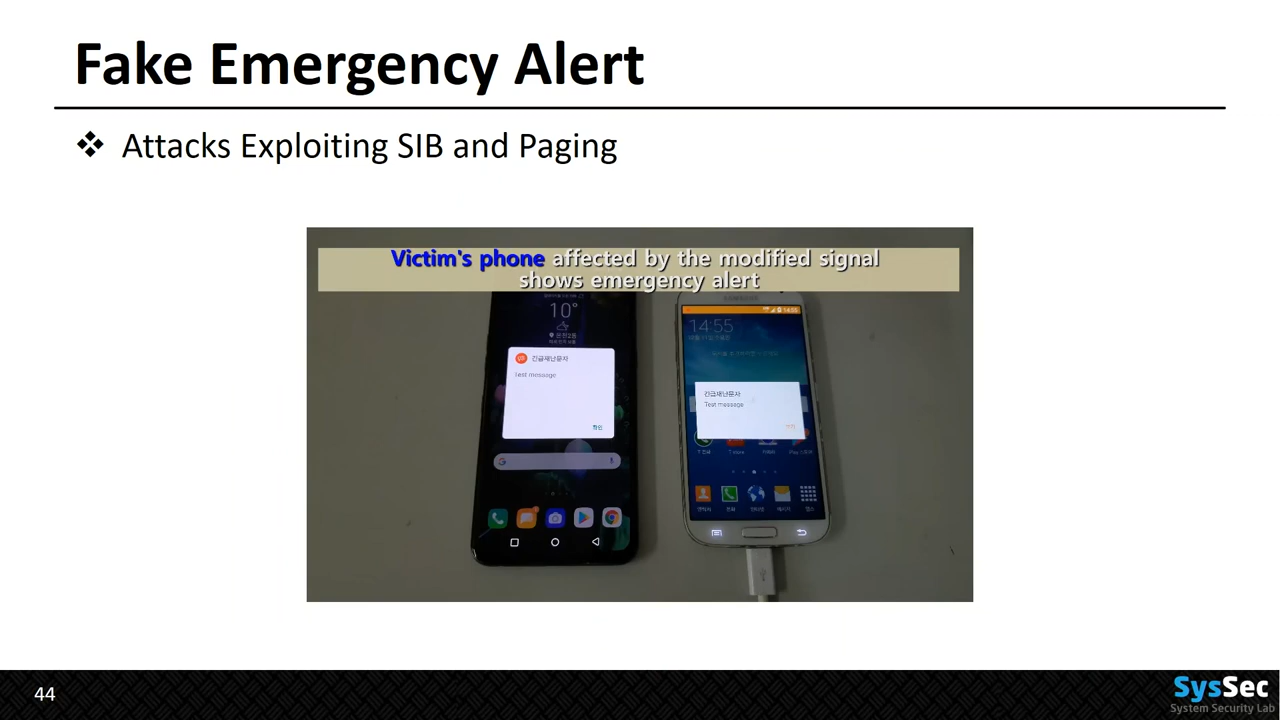 Fake Emergency Alert
Attacks Exploiting SIB and Paging
Victim's phone affected by the modified signal
shows emergency alert
10°
긴급재난문자
Test message
확인
14:55
14:55
긴급재난문자
Test message
44
SysSec
System Security Lab